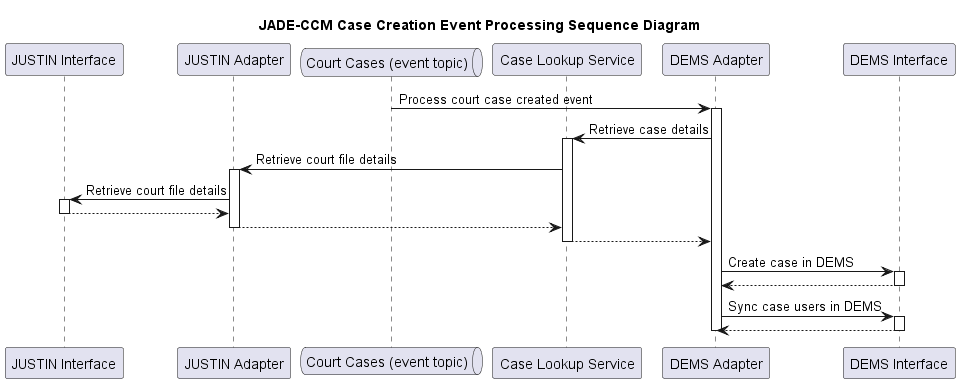 JADE-CCM Case Creation Event Processing Sequence Diagram
JUSTIN Interface
JUSTIN Adapter
Court Cases (event topic)
Case Lookup Service
DEMS Adapter
DEMS Interface
Process court case created event
Retrieve case details
Retrieve court file details
Retrieve court file details
Create case in DEMS
Sync case users in DEMS
JUSTIN Interface
JUSTIN Adapter
Court Cases (event topic)
Case Lookup Service
DEMS Adapter
DEMS Interface